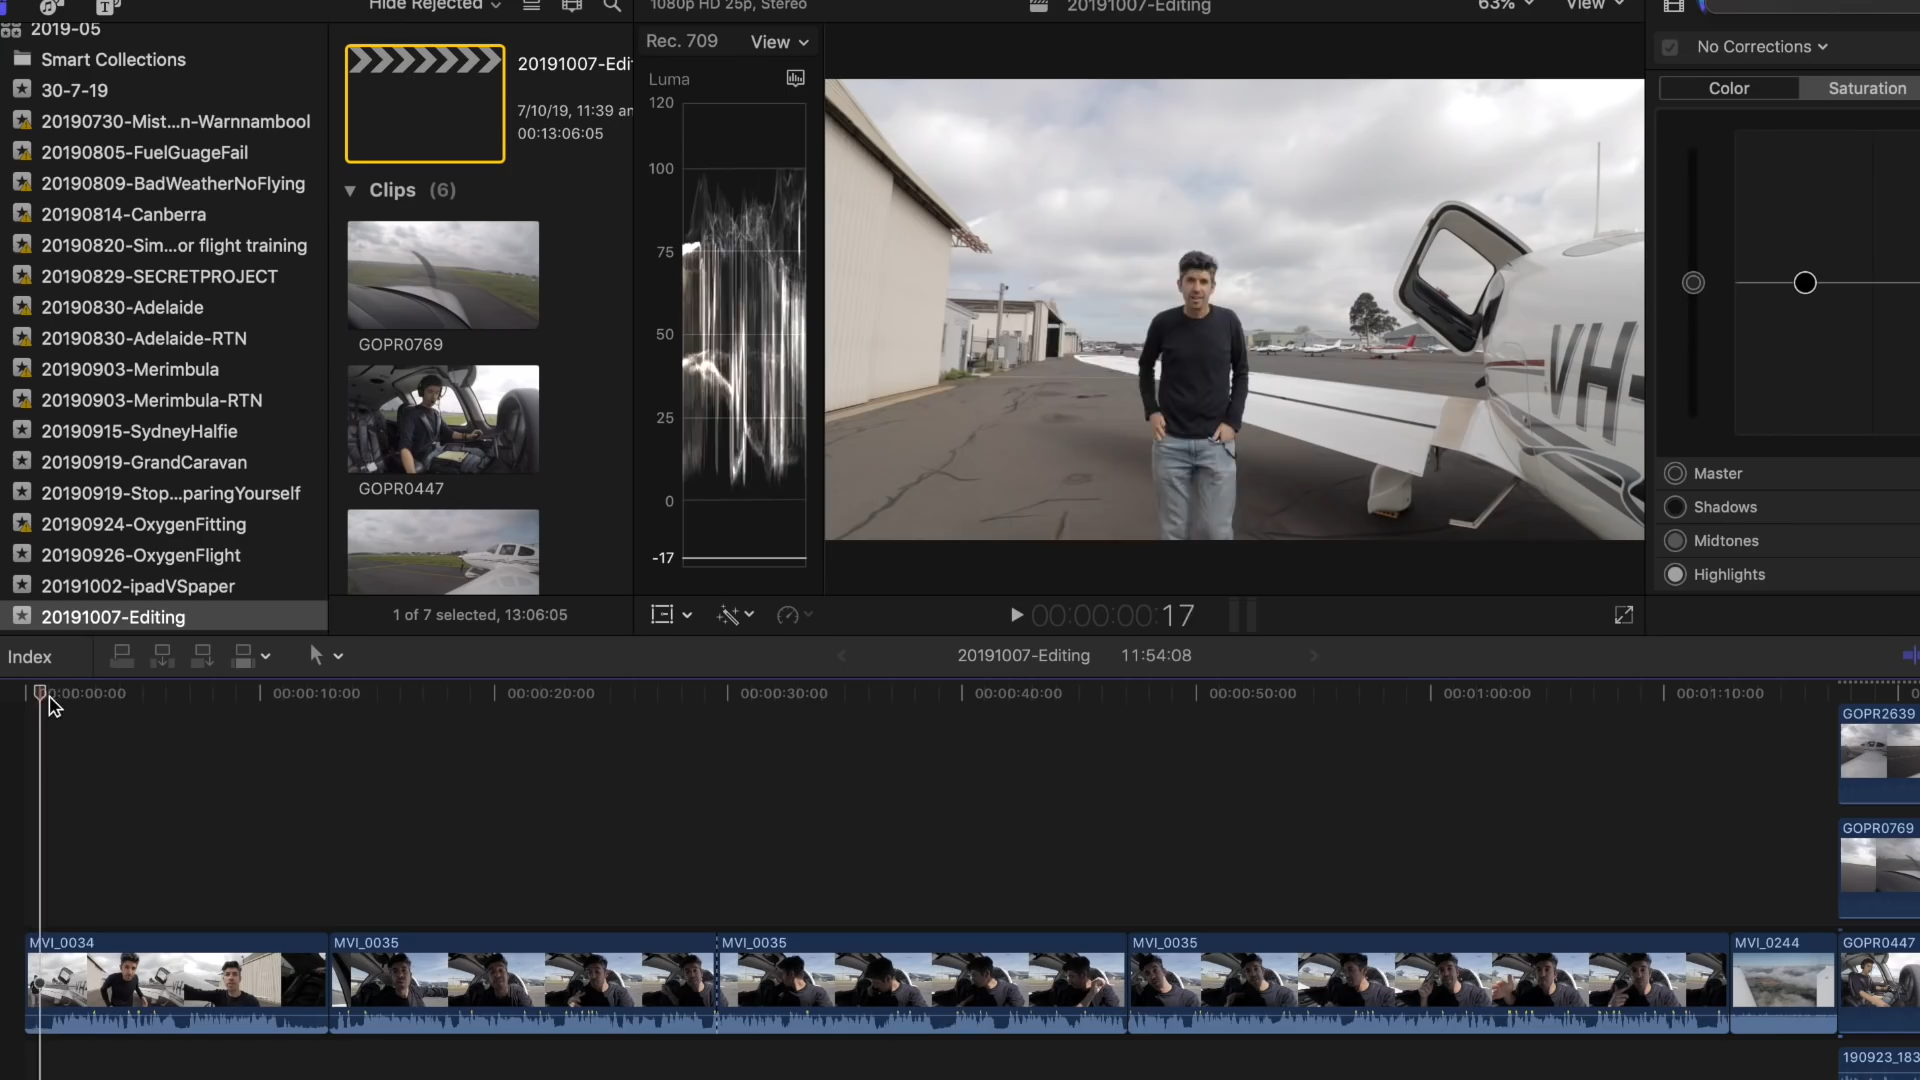 Hide Rejected
1080p HD 25p, Stereo
20191007-Editing
63%
View
2019-05
Smart Collections
30-7-19
20190730-Mist...n-Warnnambool
20190805-FuelGuageFail
20190809-BadWeatherNoFlying
20190814-Canberra
20190820-Sim...or flight training
20190829-SECRETPROJECT
20190830-Adelaide
20190830-Adelaide-RTN
20190903-Merimbula
20190903-Merimbula-RTN
20190915-SydneyHalfie
20190919-GrandCaravan
20190919-Stop...paringYourself
20190924-OxygenFitting
20190926-OxygenFlight
20191002-ipadVSpaper
20191007-Editing
20191007-Edi
7/10/19, 11:39 am
00:13:06:05
Clips (6)
GOPR0769
GOPR0447
1 of 7 selected, 13:06:05
Rec. 709
View
Luma
120
100
75
50
25
0
-17
VH-
00:00:00:17
No Corrections
Color
Saturation
Master
Shadows
Midtones
Highlights
Index
20191007-Editing
11:54:08
00:00:00:00
00:00:10:00
00:00:20:00
00:00:30:00
00:00:40:00
00:00:50:00
00:01:00:00
00:01:10:00
GOPR2639
GOPR0769
MVI_0034
MVI_0035
MVI_0035
MVI_0035
MVI_0244
GOPR0447
190923_183